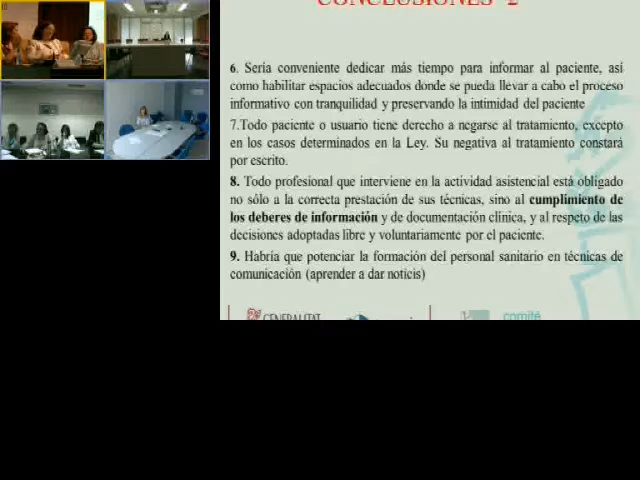 CONCLUSIONES 2
6. Sería conveniente dedicar más tiempo para informar al paciente, así
como habilitar espacios adecuados donde se pueda llevar a cabo el proceso
informativo con tranquilidad y preservando la intimidad del paciente
7.Todo paciente o usuario tiene derecho a negarse al tratamiento, excepto
en los casos determinados en la Ley. Su negativa al tratamiento constará
por escrito.
8. Todo profesional que interviene en la actividad asistencial está obligado
no sólo a la correcta prestación de sus técnicas, sino al cumplimiento de
los deberes de información y de documentación clínica, y al respeto de las
decisiones adoptadas libre y voluntariamente por el paciente.
9. Habría que potenciar la formación del personal sanitario en técnicas de
comunicación (aprender a dar noticis)
GENERALITAT
comité